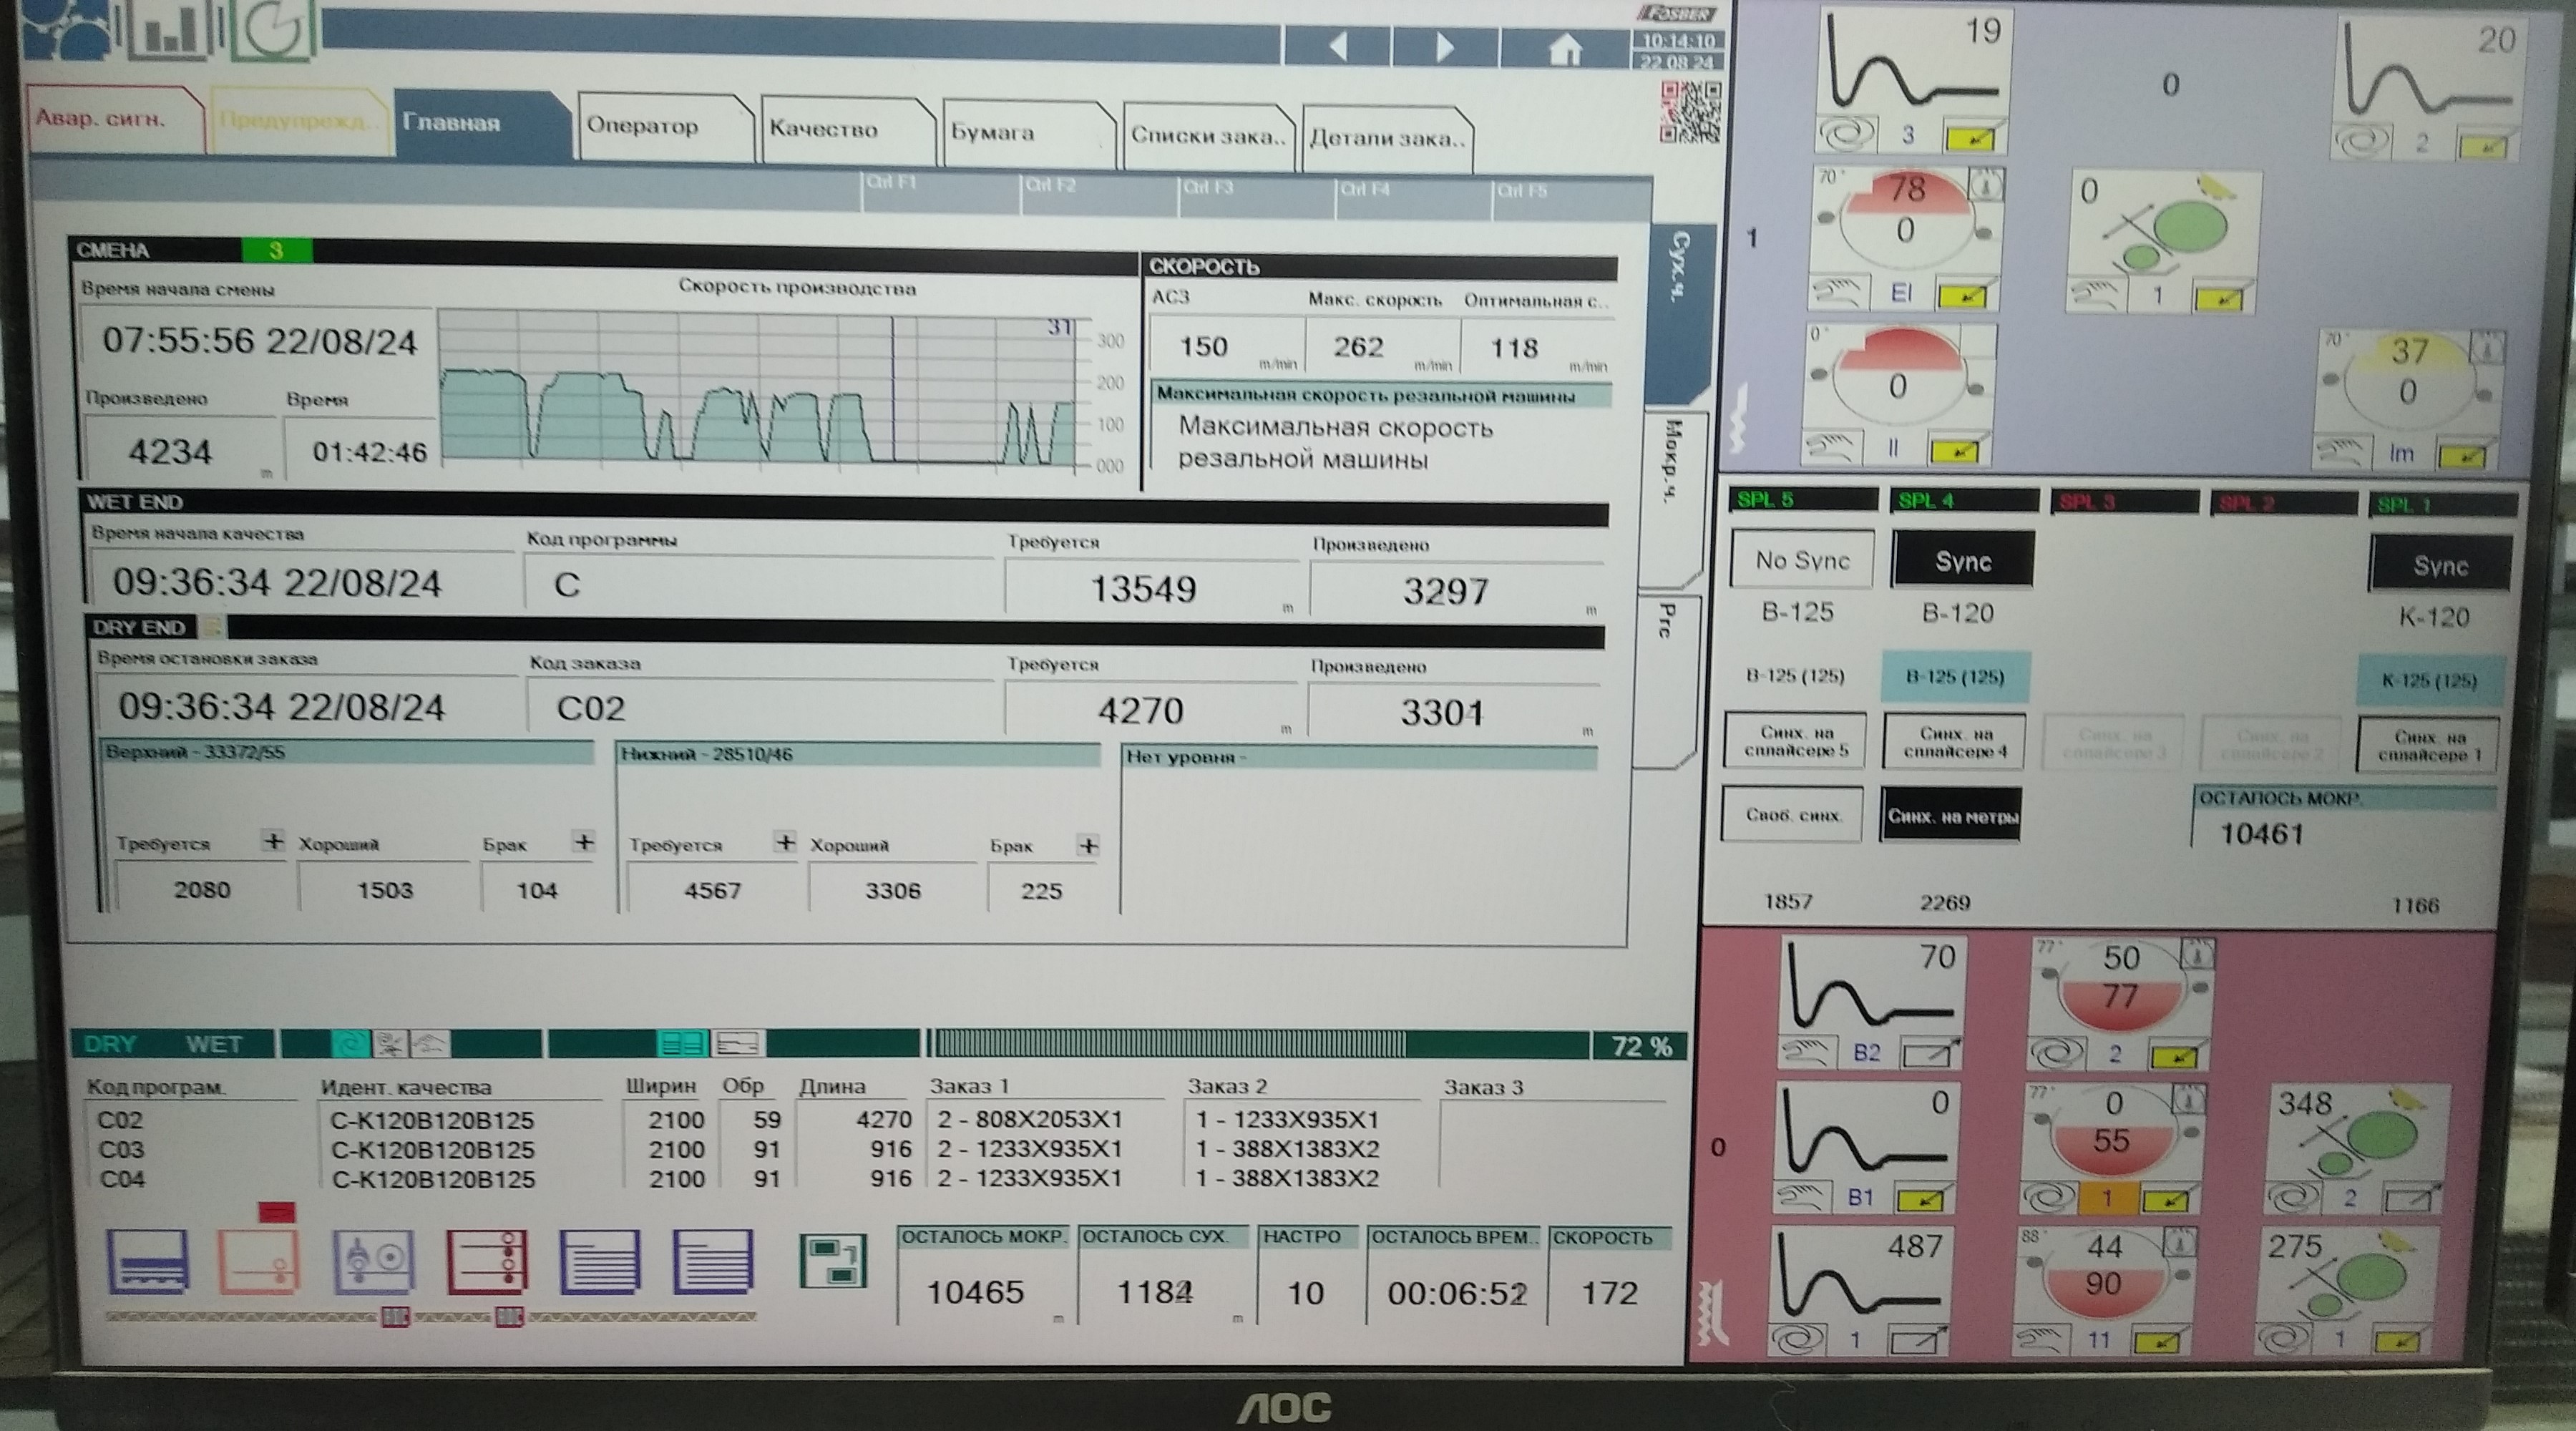 FOSBER
10:14:10
22 08 24
Авар. сигн.
Предупрежд..
Главная
Оператор
Качество
Бумага
Списки зака..
Детали зака..
Ctrl F1
Ctrl F2
Ctrl F3
Ctrl F4
Ctrl F5
СМЕНА 3
Время начала смены
07:55:56 22/08/24
Произведено
Время
4234 m
01:42:46
Скорость производства
31
300
200
100
000
СКОРОСТЬ
АСЗ
Макс. скорость
Оптимальная с..
150 m/min
262 m/min
118 m/min
Максимальная скорость резальной машины
Максимальная скорость
резальной машины
Сух.ч.
Мокр.ч.
Prc
WET END
Время начала качества
Код программы
Требуется
Произведено
09:36:34 22/08/24
C
13549 m
3297 m
DRY END
Время остановки заказа
Код заказа
Требуется
Произведено
09:36:34 22/08/24
C02
4270 m
3301 m
Верхний - 33372/55
Нижний - 28510/46
Нет уровня -
Требуется + Хороший Брак +
2080 1503 104
Требуется + Хороший Брак +
4567 3306 225
DRY WET
72 %
Код програм. Идент. качества Ширин Обр Длина Заказ 1 Заказ 2 Заказ 3
C02 C-K120B120B125 2100 59 4270 2 - 808X2053X1 1 - 1233X935X1
C03 C-K120B120B125 2100 91 916 2 - 1233X935X1 1 - 388X1383X2
C04 C-K120B120B125 2100 91 916 2 - 1233X935X1 1 - 388X1383X2
ОСТАЛОСЬ МОКР. ОСТАЛОСЬ СУХ. НАСТРО ОСТАЛОСЬ ВРЕМ.. СКОРОСТЬ
10465 m
1184 m
10
00:06:52
172
19
0
20
3
2
1
70°
78
0
El
0
1
0°
0
II
70°
37
0
Im
SPL 5 SPL 4 SPL 3 SPL 2 SPL 1
No Sync Sync Sync
B-125 B-120 K-120
B-125 (125) B-125 (125) K-125 (125)
Синх. на сплайсере 5
Синх. на сплайсере 4
Синх. на сплайсере 3
Синх. на сплайсере 2
Синх. на сплайсере 1
Своб. синх.
Синх. на метры
ОСТАЛОСЬ МОКР.
10461
1857 2269 1166
70
B2
77°
50
77
2
0
0
B1
77°
0
55
1
348
2
487
1
88°
44
90
11
275
1
AOC